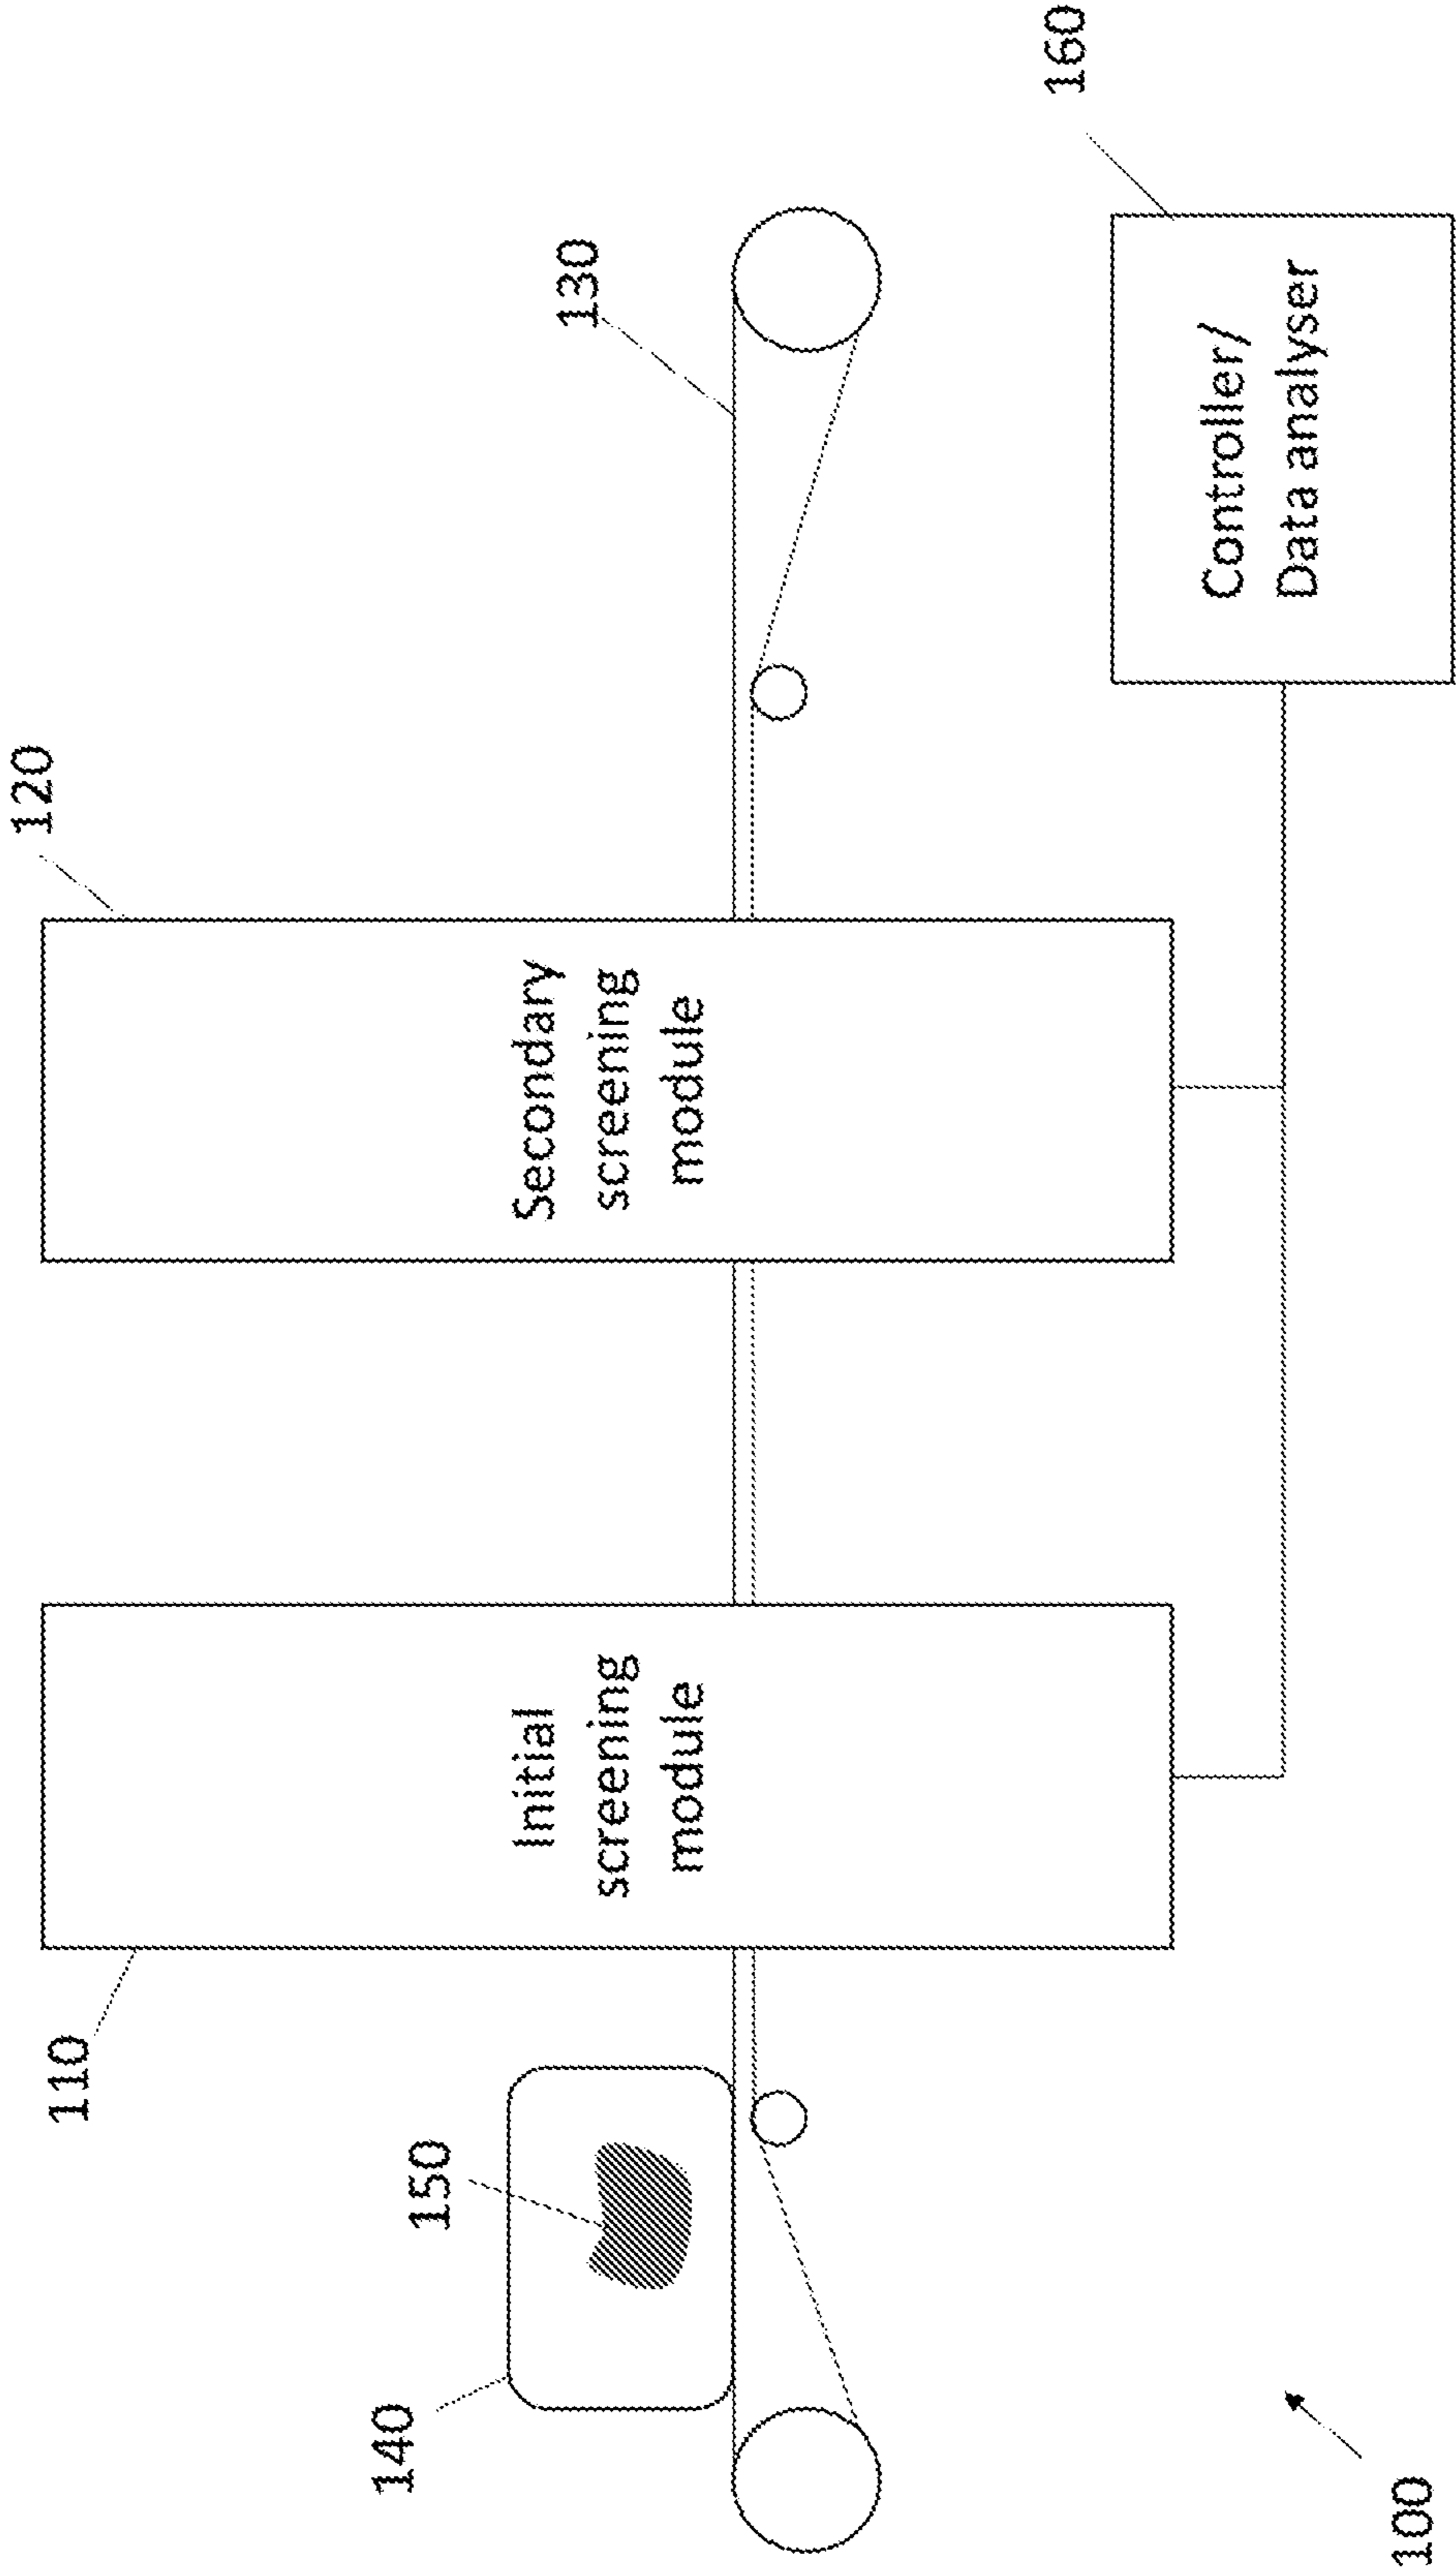 120
110
130
160
150
140
Initial
screening
module
Secondary
screening
module
Controller/
Data analyser
100